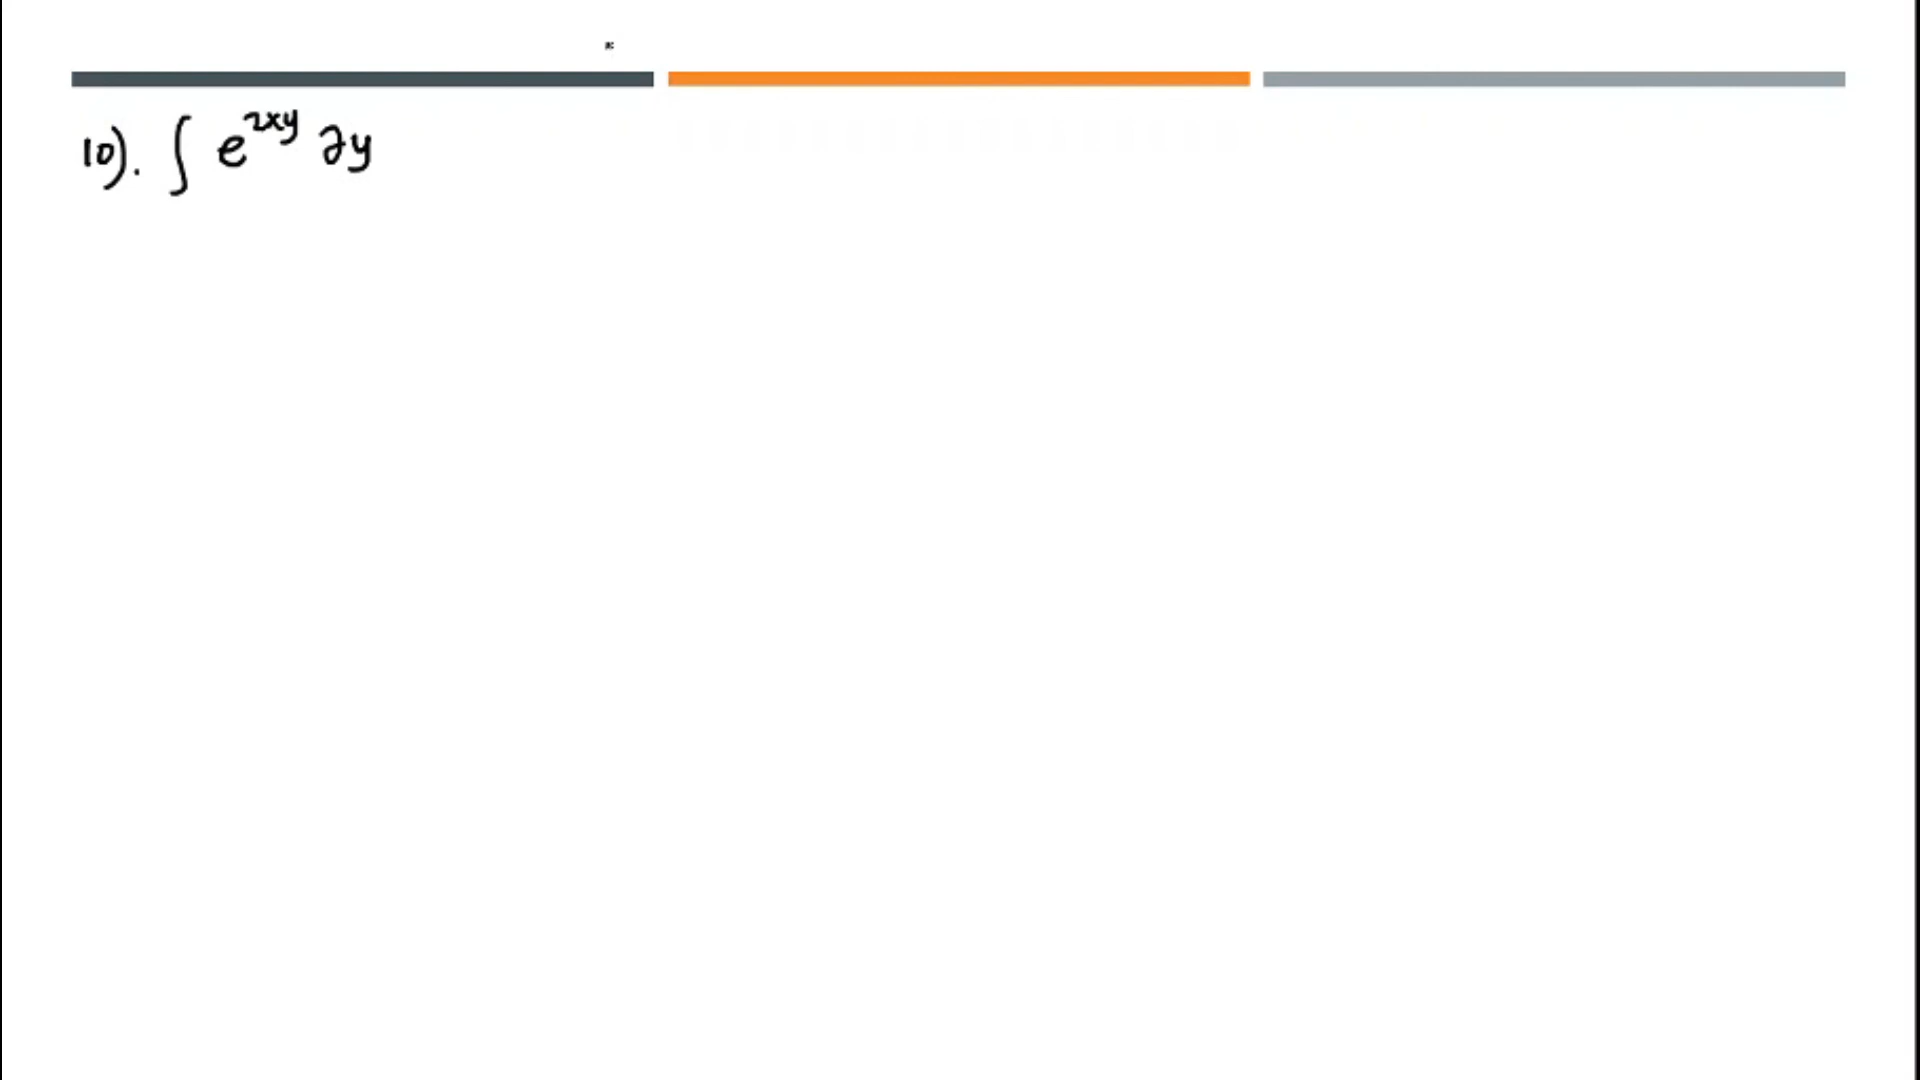 10). ∫ e^{2xy} ∂y